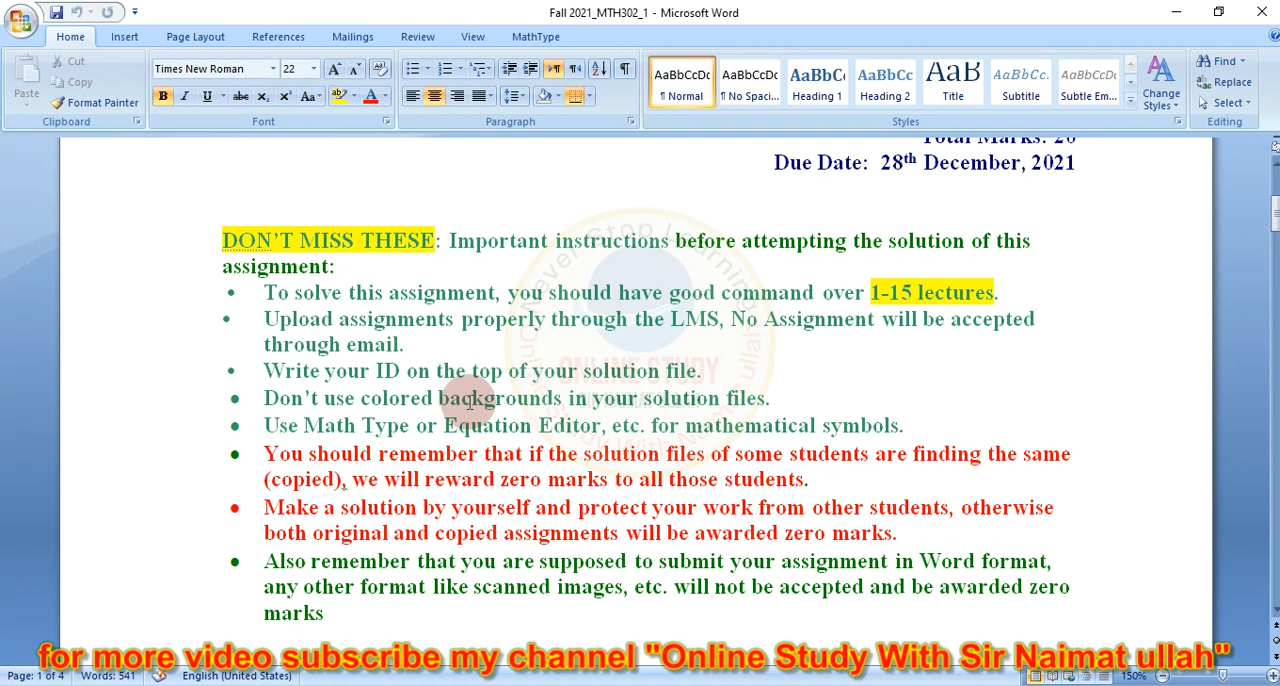 Fall 2021_MTH302_1 - Microsoft Word
Home Insert Page Layout References Mailings Review View MathType
Paste Cut Copy Format Painter
Times New Roman 22
AaBbCcDc AaBbCcDc AaBbC AaBbCc AaB AaBbCc. AaBbCcDc
¶ Normal ¶ No Spaci... Heading 1 Heading 2 Title Subtitle Subtle Em...
Change Styles
Find Replace Select
Clipboard Font Paragraph Styles Editing
Total Marks: 20
Due Date: 28th December, 2021
DON'T MISS THESE: Important instructions before attempting the solution of this
assignment:
• To solve this assignment, you should have good command over 1-15 lectures.
• Upload assignments properly through the LMS, No Assignment will be accepted
through email.
• Write your ID on the top of your solution file.
• Don't use colored backgrounds in your solution files.
• Use Math Type or Equation Editor, etc. for mathematical symbols.
• You should remember that if the solution files of some students are finding the same
(copied), we will reward zero marks to all those students.
• Make a solution by yourself and protect your work from other students, otherwise
both original and copied assignments will be awarded zero marks.
• Also remember that you are supposed to submit your assignment in Word format,
any other format like scanned images, etc. will not be accepted and be awarded zero
marks
ONLINE STUDY
for more video subscribe my channel "Online Study With Sir Naimat ullah"
Page: 1 of 4 Words: 541 English (United States) 150%